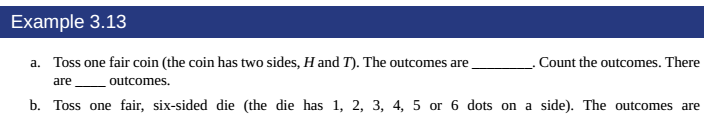 Example 3.13
a. Toss one fair coin (the coin has two sides, H and T). The outcomes are ________. Count the outcomes. There
are ____ outcomes.
b. Toss one fair, six-sided die (the die has 1, 2, 3, 4, 5 or 6 dots on a side). The outcomes are